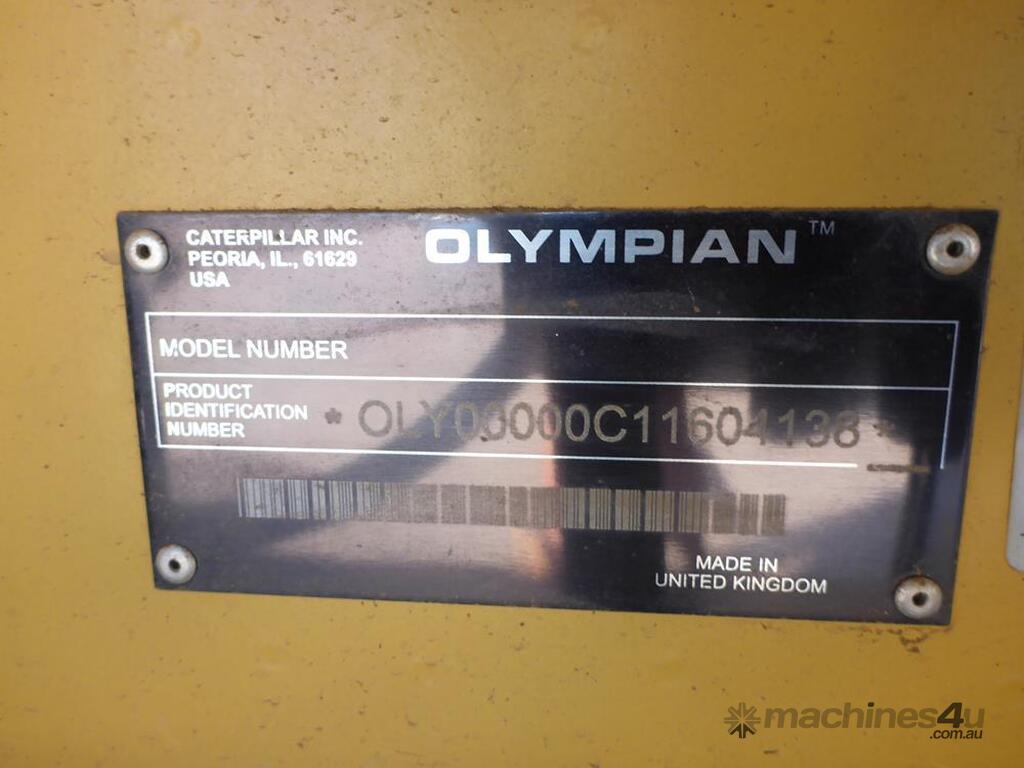 CATERPILLAR INC.
PEORIA, IL., 61629
USA
OLYMPIAN™
MODEL NUMBER
PRODUCT
IDENTIFICATION
NUMBER
*OLY00000C11604138*
MADE IN
UNITED KINGDOM
machines4u
.com.au